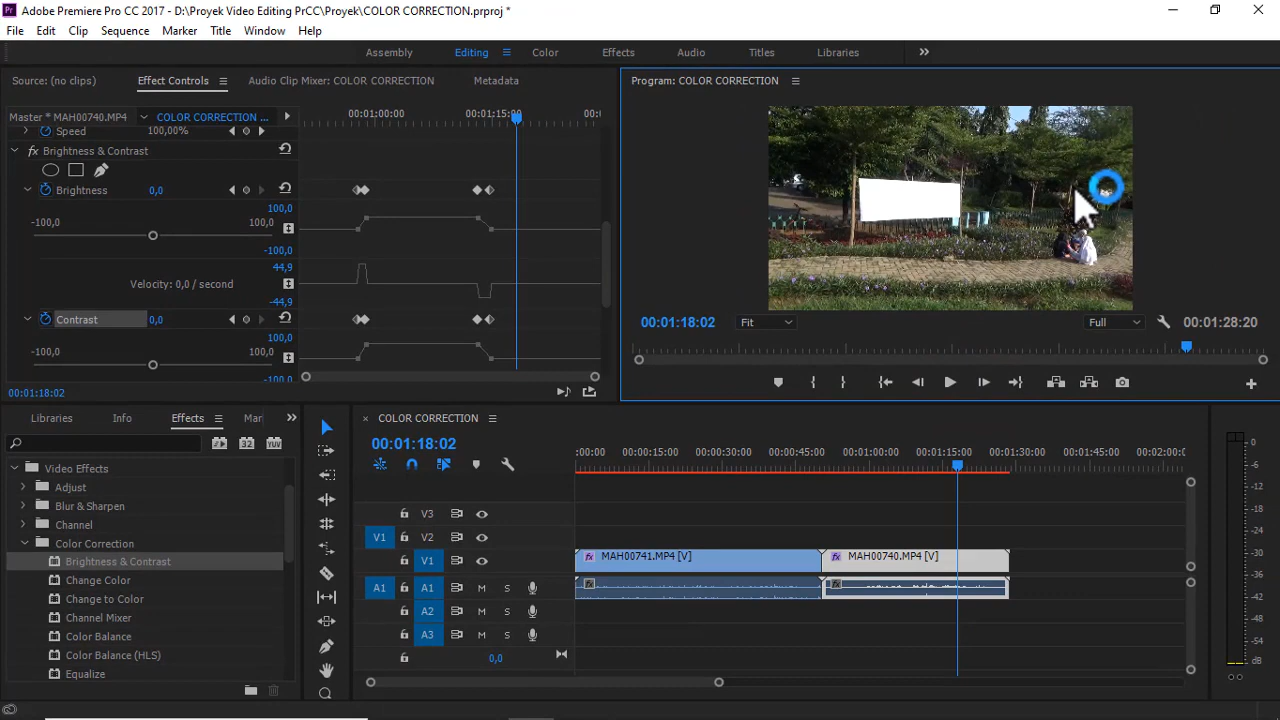 Adobe Premiere Pro CC 2017 - D:\Proyek Video Editing PrCC\Proyek\COLOR CORRECTION.prproj *
File Edit Clip Sequence Marker Title Window Help
Assembly Editing Color Effects Audio Titles Libraries
Source: (no clips) Effect Controls Audio Clip Mixer: COLOR CORRECTION Metadata
Program: COLOR CORRECTION
Master * MAH00740.MP4 COLOR CORRECTION ...
00:01:00:00 00:01:15:00 00:0
Speed 100,00%
fx Brightness & Contrast
Brightness 0,0
100,0
-100,0 100,0
-100,0
44,9
Velocity: 0,0 / second
-44,9
Contrast 0,0
100,0
-100,0 100,0
-100,0
00:01:18:02
00:01:18:02 Fit Full 00:01:28:20
Libraries Info Effects Mar
Video Effects
Adjust
Blur & Sharpen
Channel
Color Correction
Brightness & Contrast
Change Color
Change to Color
Channel Mixer
Color Balance
Color Balance (HLS)
Equalize
COLOR CORRECTION
00:01:18:02
:00:00 00:00:15:00 00:00:30:00 00:00:45:00 00:01:00:00 00:01:15:00 00:01:30:00 00:01:45:00 00:02:00:0
V3
V1 V2
V1 fx MAH00741.MP4 [V] fx MAH00740.MP4 [V]
A1 A1 M S
A2 M S
A3 M S
0,0
0
-6
-12
-18
-24
-30
-36
-42
-48
-54
dB